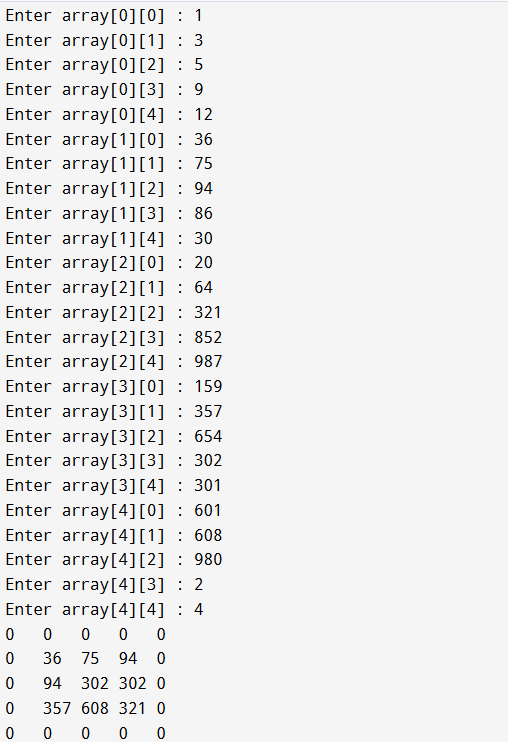 Enter array[0][0] : 1
Enter array[0][1] : 3
Enter array[0][2] : 5
Enter array[0][3] : 9
Enter array[0][4] : 12
Enter array[1][0] : 36
Enter array[1][1] : 75
Enter array[1][2] : 94
Enter array[1][3] : 86
Enter array[1][4] : 30
Enter array[2][0] : 20
Enter array[2][1] : 64
Enter array[2][2] : 321
Enter array[2][3] : 852
Enter array[2][4] : 987
Enter array[3][0] : 159
Enter array[3][1] : 357
Enter array[3][2] : 654
Enter array[3][3] : 302
Enter array[3][4] : 301
Enter array[4][0] : 601
Enter array[4][1] : 608
Enter array[4][2] : 980
Enter array[4][3] : 2
Enter array[4][4] : 4
0   0   0   0   0
0   36  75  94  0
0   94  302 302 0
0   357 608 321 0
0   0   0   0   0